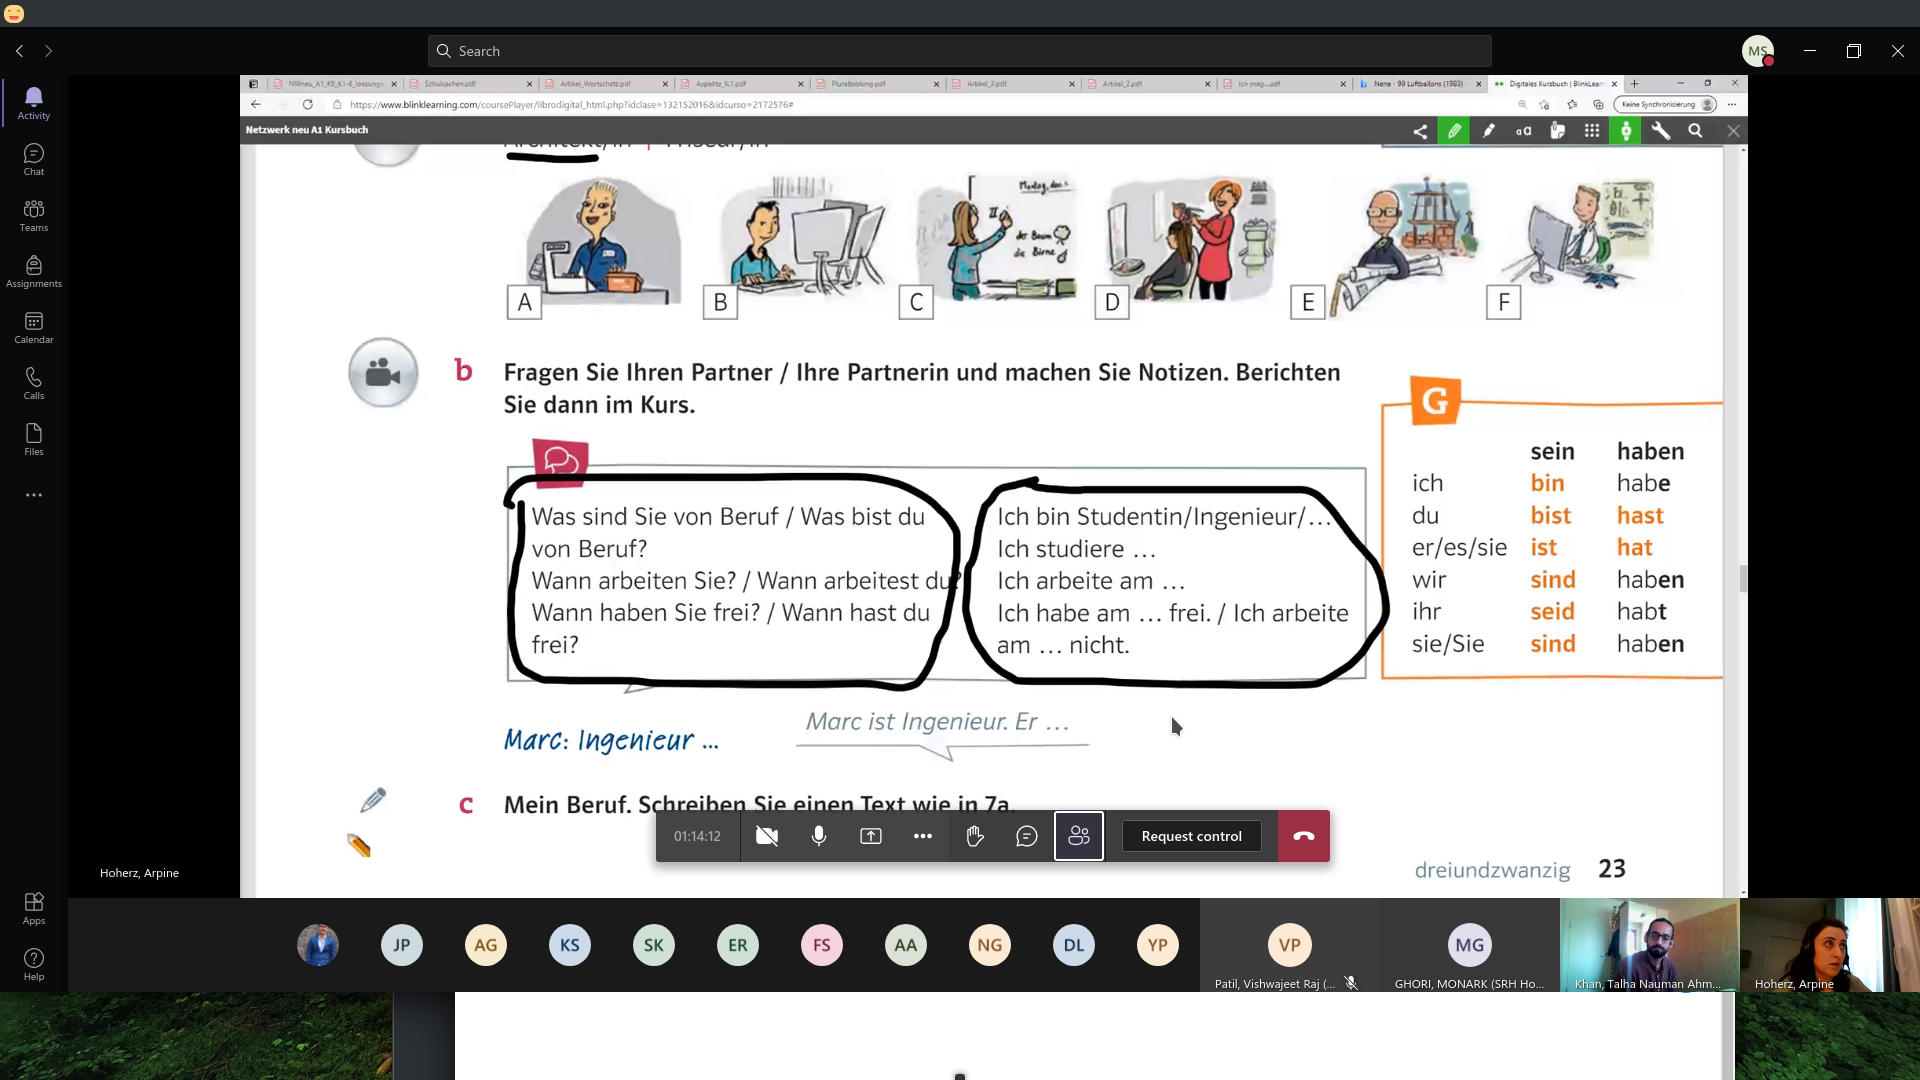 Search
MS
Activity
Chat
Teams
Assignments
Calendar
Calls
Files
Apps
Help
NWneu_A1_KB_K1-6_loesunge
Schulsachen.pdf
Artikel_Wortschatz.pdf
Aspekte_K.1.pdf
Pluralbildung.pdf
Artikel_3.pdf
Artikel_2.pdf
Ich mag....pdf
Nena - 99 Luftballons (1983) -
Digitales Kursbuch | BlinkLearn
https://www.blinklearning.com/coursePlayer/librodigital_html.php?idclase=132152016&idcurso=2172576#
Keine Synchronisierung
Netzwerk neu A1 Kursbuch
aA
Architekt/in | Friseur/in
der Baum
die Birne
A B C D E F
b Fragen Sie Ihren Partner / Ihre Partnerin und machen Sie Notizen. Berichten
Sie dann im Kurs.
Was sind Sie von Beruf / Was bist du
von Beruf?
Wann arbeiten Sie? / Wann arbeitest du?
Wann haben Sie frei? / Wann hast du
frei?
Ich bin Studentin/Ingenieur/…
Ich studiere …
Ich arbeite am …
Ich habe am … frei. / Ich arbeite
am … nicht.
G
sein haben
ich bin habe
du bist hast
er/es/sie ist hat
wir sind haben
ihr seid habt
sie/Sie sind haben
Marc: Ingenieur ...
Marc ist Ingenieur. Er …
c Mein Beruf. Schreiben Sie einen Text wie in 7a.
01:14:12
Request control
dreiundzwanzig 23
Hoherz, Arpine
JP AG KS SK ER FS AA NG DL YP VP MG
Patil, Vishwajeet Raj (...
GHORI, MONARK (SRH Ho...
Khan, Talha Nauman Ahm...
Hoherz, Arpine